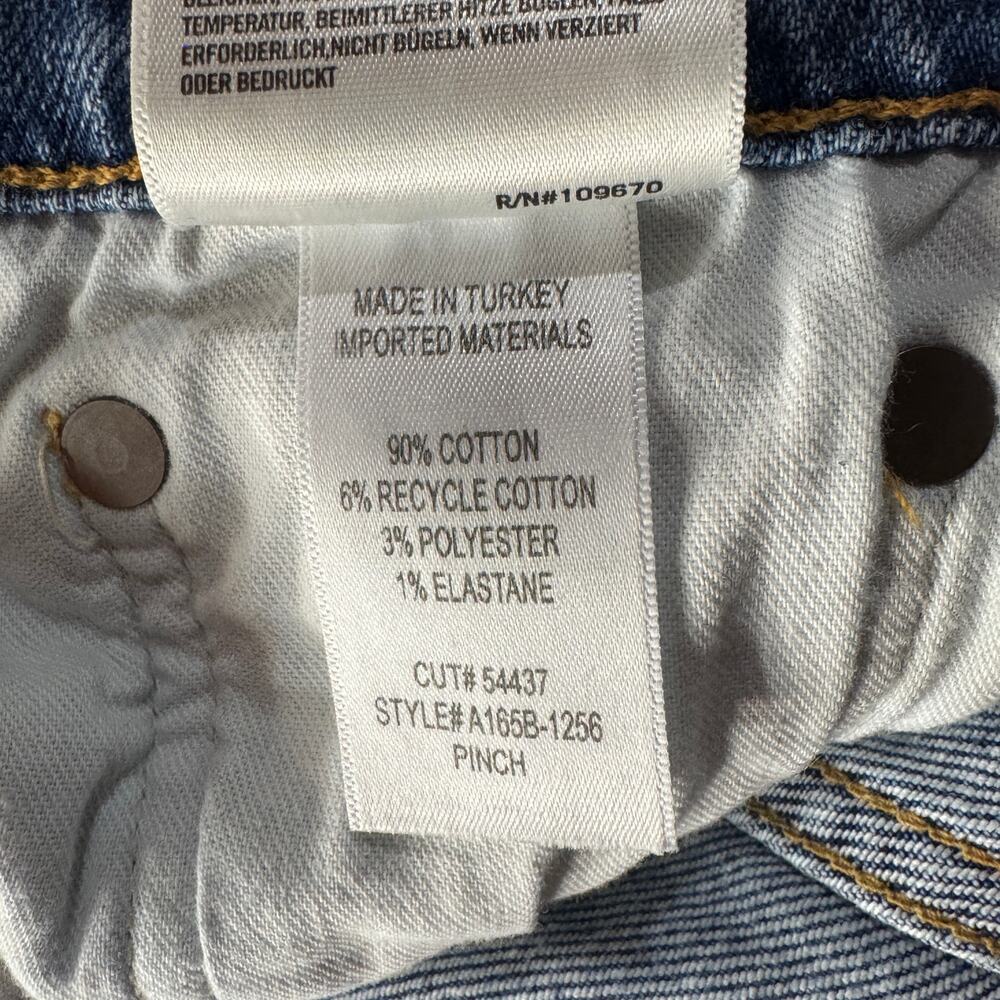 TEMPERATUR, BEIMITTLERER HITZE BÜGELN, FALLS
ERFORDERLICH,NICHT BÜGELN, WENN VERZIERT
ODER BEDRUCKT
R/N#109670
MADE IN TURKEY
IMPORTED MATERIALS
90% COTTON
6% RECYCLE COTTON
3% POLYESTER
1% ELASTANE
CUT# 54437
STYLE# A165B-1256
PINCH